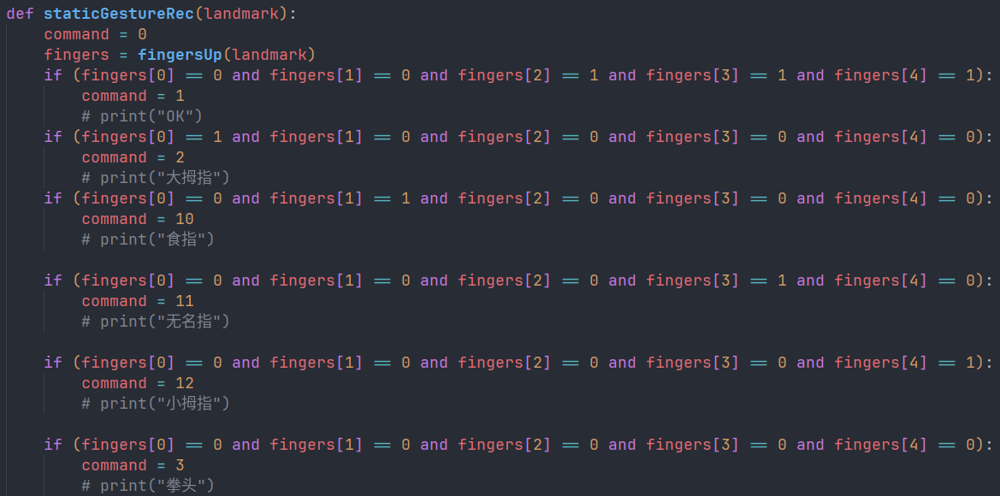 def staticGestureRec(landmark):
    command = 0
    fingers = fingersUp(landmark)
    if (fingers[0] == 0 and fingers[1] == 0 and fingers[2] == 1 and fingers[3] == 1 and fingers[4] == 1):
        command = 1
        # print("OK")
    if (fingers[0] == 1 and fingers[1] == 0 and fingers[2] == 0 and fingers[3] == 0 and fingers[4] == 0):
        command = 2
        # print("大拇指")
    if (fingers[0] == 0 and fingers[1] == 1 and fingers[2] == 0 and fingers[3] == 0 and fingers[4] == 0):
        command = 10
        # print("食指")
    if (fingers[0] == 0 and fingers[1] == 0 and fingers[2] == 0 and fingers[3] == 1 and fingers[4] == 0):
        command = 11
        # print("无名指")
    if (fingers[0] == 0 and fingers[1] == 0 and fingers[2] == 0 and fingers[3] == 0 and fingers[4] == 1):
        command = 12
        # print("小拇指")
    if (fingers[0] == 0 and fingers[1] == 0 and fingers[2] == 0 and fingers[3] == 0 and fingers[4] == 0):
        command = 3
        # print("拳头")